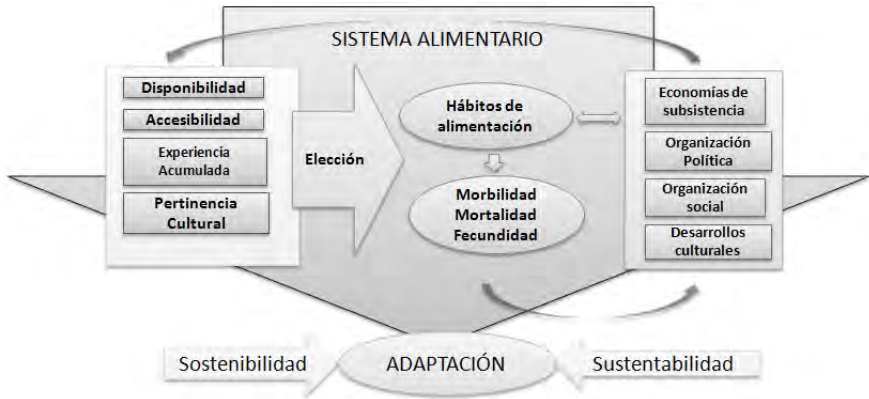 SISTEMA ALIMENTARIO
Disponibilidad
Accesibilidad
Experiencia
Acumulada
Pertinencia
Cultural
Elección
Hábitos de
alimentación
Morbilidad
Mortalidad
Fecundidad
Economías de
subsistencia
Organización
Política
Organización
social
Desarrollos
culturales
Sostenibilidad
ADAPTACIÓN
Sustentabilidad